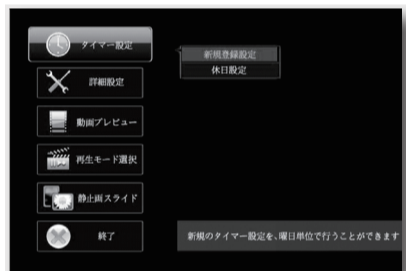 タイマー設定
新規登録設定
休日設定
詳細設定
動画プレビュー
再生モード選択
静止画スライド
終了
新規のタイマー設定を、曜日単位で行うことができます